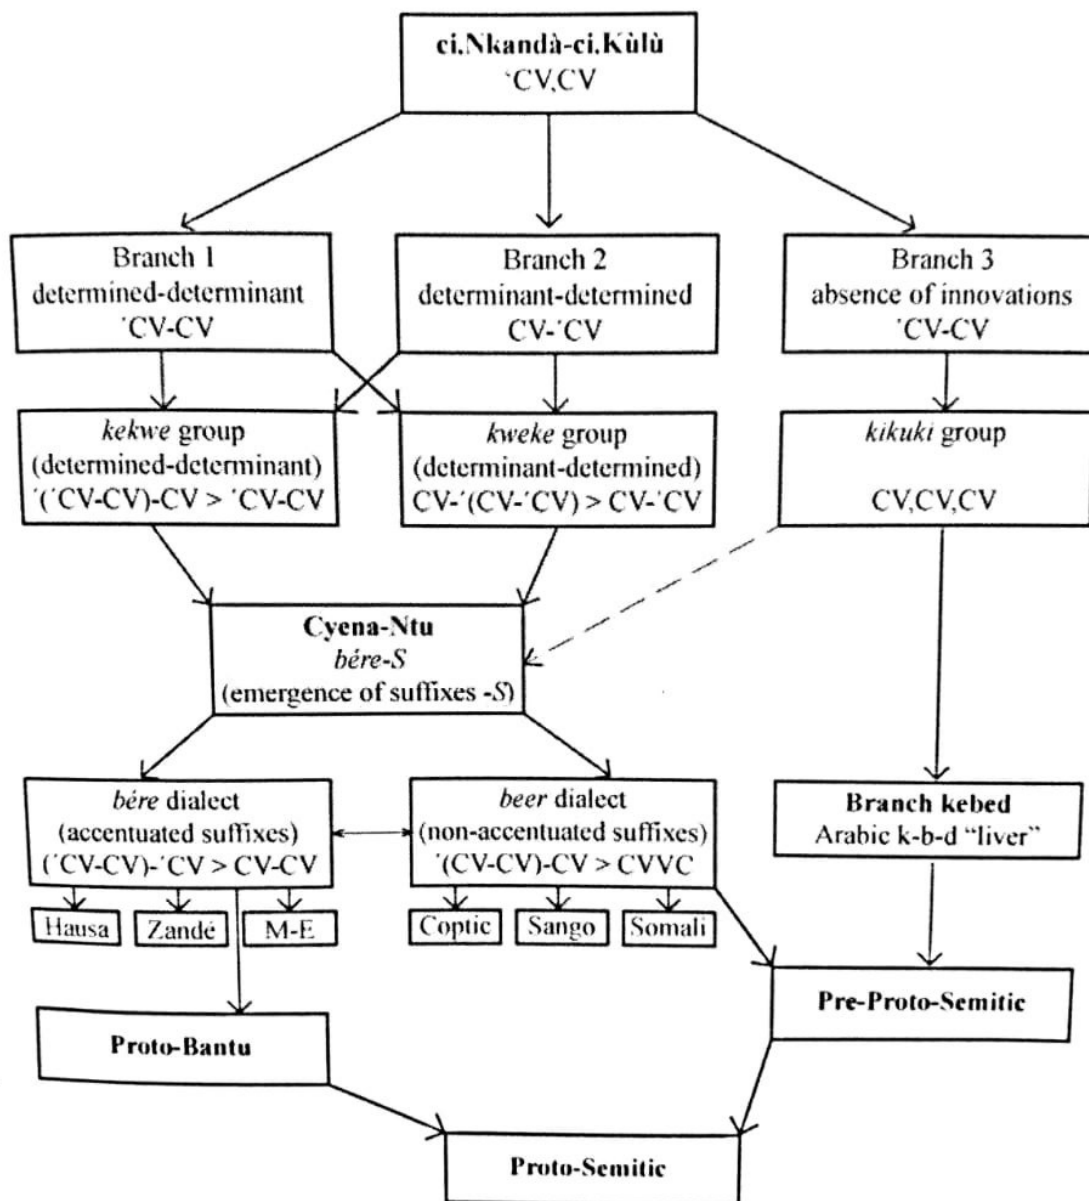 ci.Nkandà-ci.Kùlù
ˊCV.CV
Branch 1
determined-determinant
ˊCV-CV
Branch 2
determinant-determined
CV-ˊCV
Branch 3
absence of innovations
ˊCV-CV
kekwe group
(determined-determinant)
ˊ(ˊCV-CV)-CV > ˊCV-CV
kweke group
(determinant-determined)
CV-ˊ(CV-ˊCV) > CV-ˊCV
kikuki group
CV,CV,CV
Cyena-Ntu
bére-S
(emergence of suffixes -S)
bére dialect
(accentuated suffixes)
(ˊCV-CV)-ˊCV > CV-CV
beer dialect
(non-accentuated suffixes)
ˊ(CV-CV)-CV > CVVC
Branch kebed
Arabic k-b-d “liver”
Hausa
Zandé
M-E
Coptic
Sango
Somali
Pre-Proto-Semitic
Proto-Bantu
Proto-Semitic